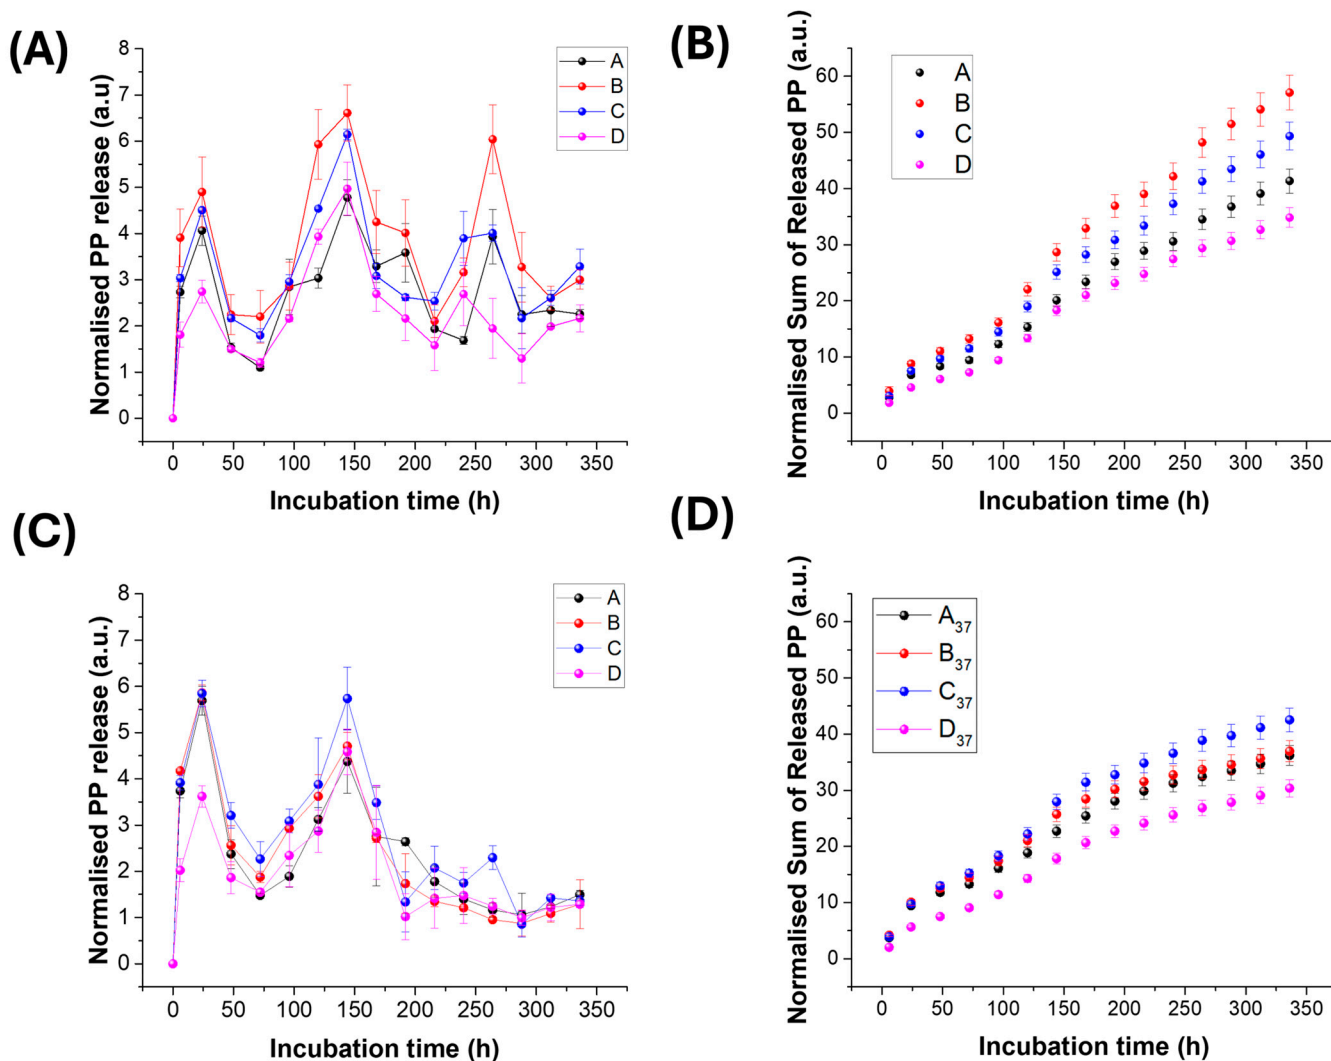 (A)
Normalised PP release (a.u)
8
7
6
5
4
3
2
1
0
A
B
C
D
0 50 100 150 200 250 300 350
Incubation time (h)
(B)
Normalised Sum of Released PP (a.u.)
60
50
40
30
20
10
0
A
B
C
D
0 50 100 150 200 250 300 350
Incubation time (h)
(C)
Normalised PP release (a.u.)
8
7
6
5
4
3
2
1
0
A
B
C
D
0 50 100 150 200 250 300 350
Incubation time (h)
(D)
Normalised Sum of Released PP (a.u.)
60
50
40
30
20
10
0
A37
B37
C37
D37
0 50 100 150 200 250 300 350
Incubation time (h)